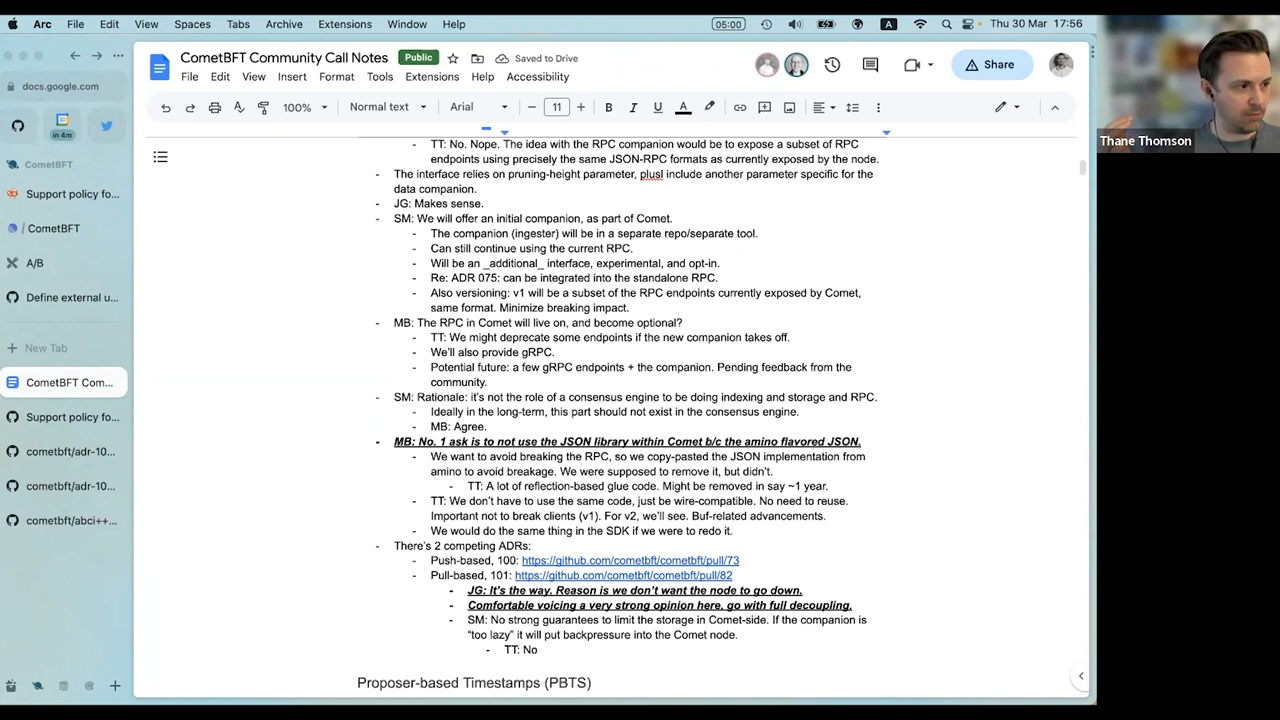 Arc File Edit View Spaces Tabs Archive Extensions Window Help 05:00 A Thu 30 Mar 17:56
docs.google.com
in 4m
CometBFT
Support policy fo...
/ CometBFT
A/B
Define external u...
New Tab
CometBFT Com...
Support policy fo...
cometbft/adr-10...
cometbft/adr-10...
cometbft/abci++...
CometBFT Community Call Notes Public Saved to Drive
File Edit View Insert Format Tools Extensions Help Accessibility
Share
100% Normal text Arial 11 B I U A
- TT: No. Nope. The idea with the RPC companion would be to expose a subset of RPC
endpoints using precisely the same JSON-RPC formats as currently exposed by the node.
- The interface relies on pruning-height parameter, plusl include another parameter specific for the
data companion.
- JG: Makes sense.
- SM: We will offer an initial companion, as part of Comet.
- The companion (ingester) will be in a separate repo/separate tool.
- Can still continue using the current RPC.
- Will be an _additional_ interface, experimental, and opt-in.
- Re: ADR 075: can be integrated into the standalone RPC.
- Also versioning: v1 will be a subset of the RPC endpoints currently exposed by Comet,
same format. Minimize breaking impact.
- MB: The RPC in Comet will live on, and become optional?
- TT: We might deprecate some endpoints if the new companion takes off.
- We'll also provide gRPC.
- Potential future: a few gRPC endpoints + the companion. Pending feedback from the
community.
- SM: Rationale: it's not the role of a consensus engine to be doing indexing and storage and RPC.
- Ideally in the long-term, this part should not exist in the consensus engine.
- MB: Agree.
- MB: No. 1 ask is to not use the JSON library within Comet b/c the amino flavored JSON.
- We want to avoid breaking the RPC, so we copy-pasted the JSON implementation from
amino to avoid breakage. We were supposed to remove it, but didn't.
- TT: A lot of reflection-based glue code. Might be removed in say ~1 year.
- TT: We don't have to use the same code, just be wire-compatible. No need to reuse.
Important not to break clients (v1). For v2, we'll see. Buf-related advancements.
- We would do the same thing in the SDK if we were to redo it.
- There's 2 competing ADRs:
- Push-based, 100: https://github.com/cometbft/cometbft/pull/73
- Pull-based, 101: https://github.com/cometbft/cometbft/pull/82
- JG: It's the way. Reason is we don't want the node to go down.
- Comfortable voicing a very strong opinion here, go with full decoupling.
- SM: No strong guarantees to limit the storage in Comet-side. If the companion is
"too lazy" it will put backpressure into the Comet node.
- TT: No
Proposer-based Timestamps (PBTS)
Thane Thomson